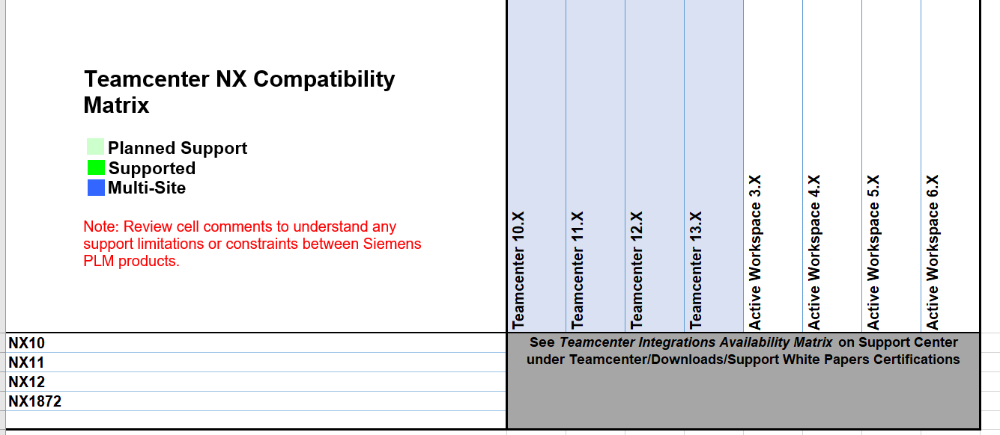 Teamcenter NX Compatibility
Matrix
Planned Support
Supported
Multi-Site
Note: Review cell comments to understand any
support limitations or constraints between Siemens
PLM products.
Teamcenter 10.X
Teamcenter 11.X
Teamcenter 12.X
Teamcenter 13.X
Active Workspace 3.X
Active Workspace 4.X
Active Workspace 5.X
Active Workspace 6.X
NX10
NX11
NX12
NX1872
See Teamcenter Integrations Availability Matrix on Support Center
under Teamcenter/Downloads/Support White Papers Certifications